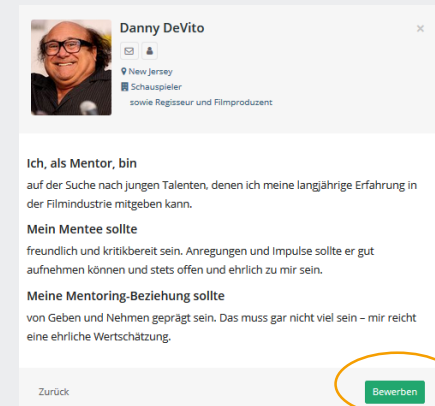 Danny DeVito
×
New Jersey
Schauspieler
sowie Regisseur und Filmproduzent
Ich, als Mentor, bin
auf der Suche nach jungen Talenten, denen ich meine langjährige Erfahrung in
der Filmindustrie mitgeben kann.
Mein Mentee sollte
freundlich und kritikbereit sein. Anregungen und Impulse sollte er gut
aufnehmen können und stets offen und ehrlich zu mir sein.
Meine Mentoring-Beziehung sollte
von Geben und Nehmen geprägt sein. Das muss gar nicht viel sein – mir reicht
eine ehrliche Wertschätzung.
Zurück
Bewerben